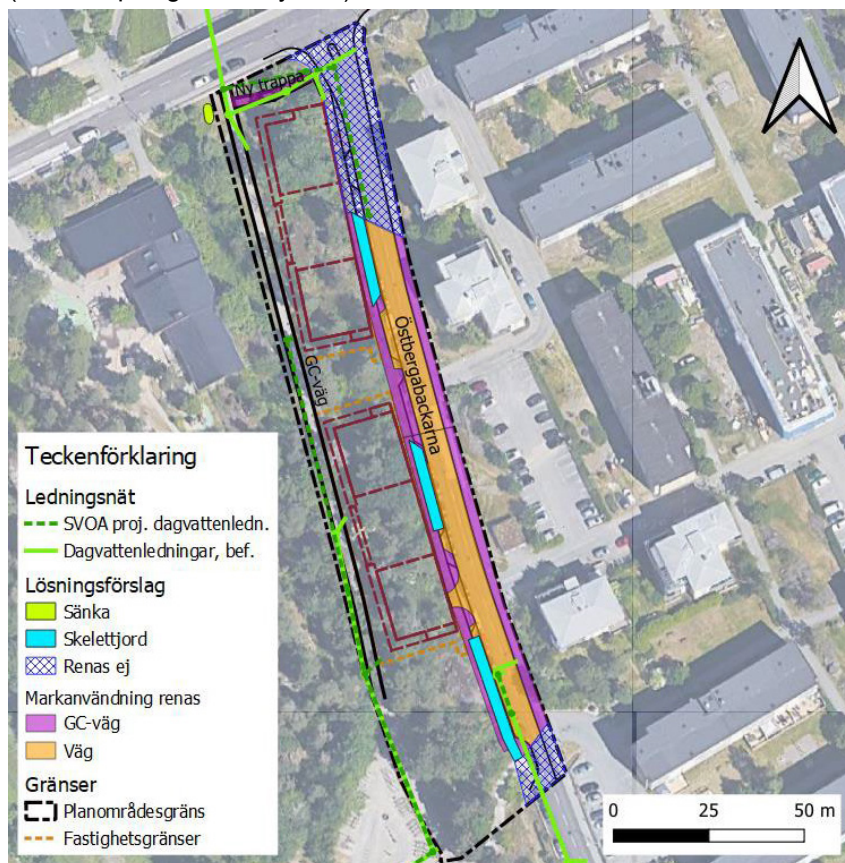 Ny trappa
Östbergabackarna
GC-väg
Teckenförklaring
Ledningsnät
SVOA proj. dagvattenledn.
Dagvattenledningar, bef.
Lösningsförslag
Sänka
Skelettjord
Renas ej
Markanvändning renas
GC-väg
Väg
Gränser
Planområdesgräns
Fastighetsgränser
0 25 50 m